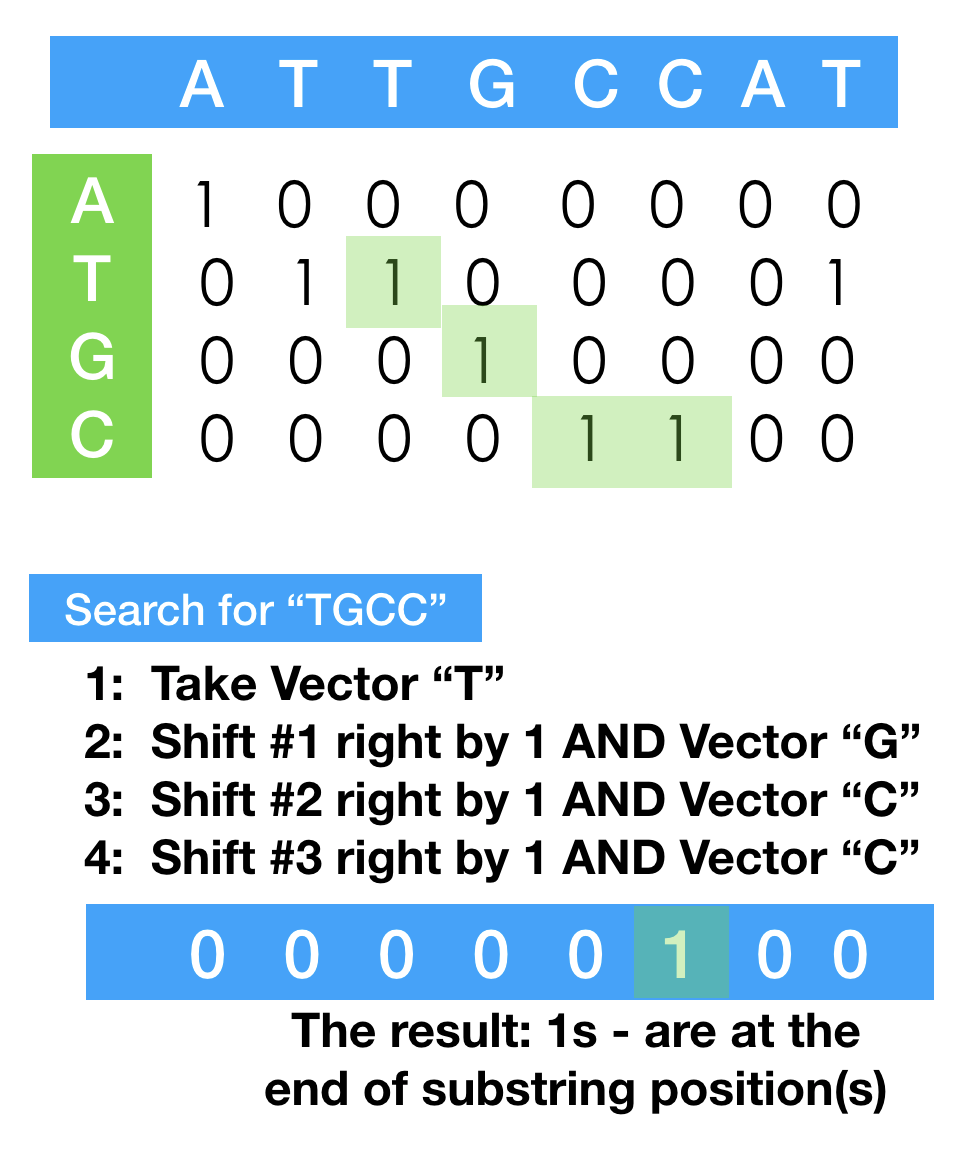 A T T G C C A T
A 1 0 0 0 0 0 0 0
T 0 1 1 0 0 0 0 1
G 0 0 0 1 0 0 0 0
C 0 0 0 0 1 1 0 0
Search for “TGCC”
1: Take Vector “T”
2: Shift #1 right by 1 AND Vector “G”
3: Shift #2 right by 1 AND Vector “C”
4: Shift #3 right by 1 AND Vector “C”
0 0 0 0 0 1 0 0
The result: 1s - are at the
end of substring position(s)